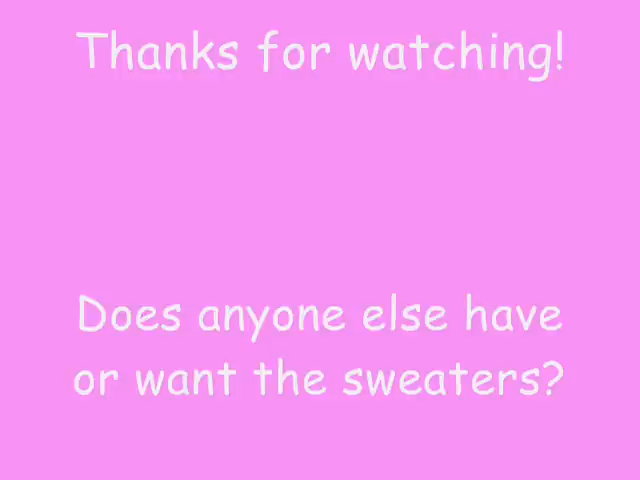 Thanks for watching!
Does anyone else have
or want the sweaters?